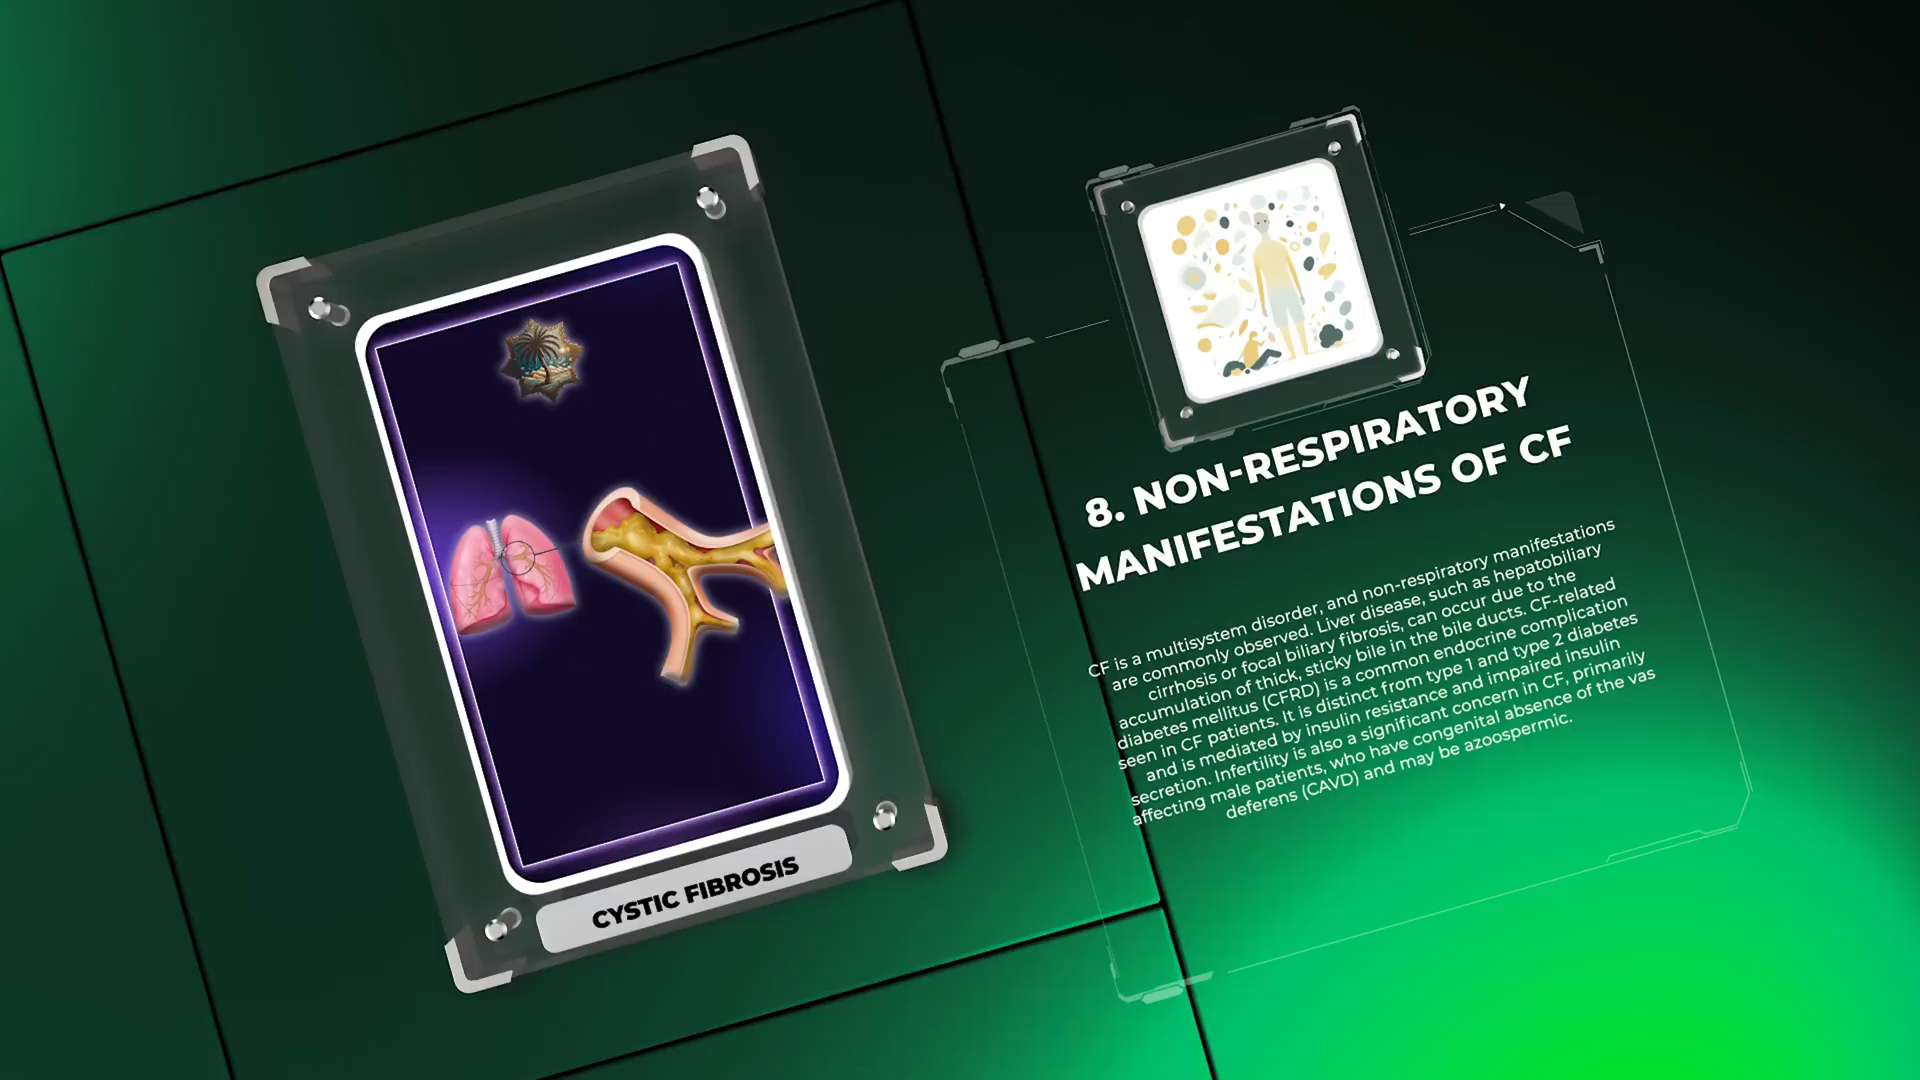 CYSTIC FIBROSIS
8. NON-RESPIRATORY
MANIFESTATIONS OF CF
CF is a multisystem disorder, and non-respiratory manifestations
are commonly observed. Liver disease, such as hepatobiliary
cirrhosis or focal biliary fibrosis, can occur due to the
accumulation of thick, sticky bile in the bile ducts. CF-related
diabetes mellitus (CFRD) is a common endocrine complication
seen in CF patients. It is distinct from type 1 and type 2 diabetes
and is mediated by insulin resistance and impaired insulin
secretion. Infertility is also a significant concern in CF, primarily
affecting male patients, who have congenital absence of the vas
deferens (CAVD) and may be azoospermic.